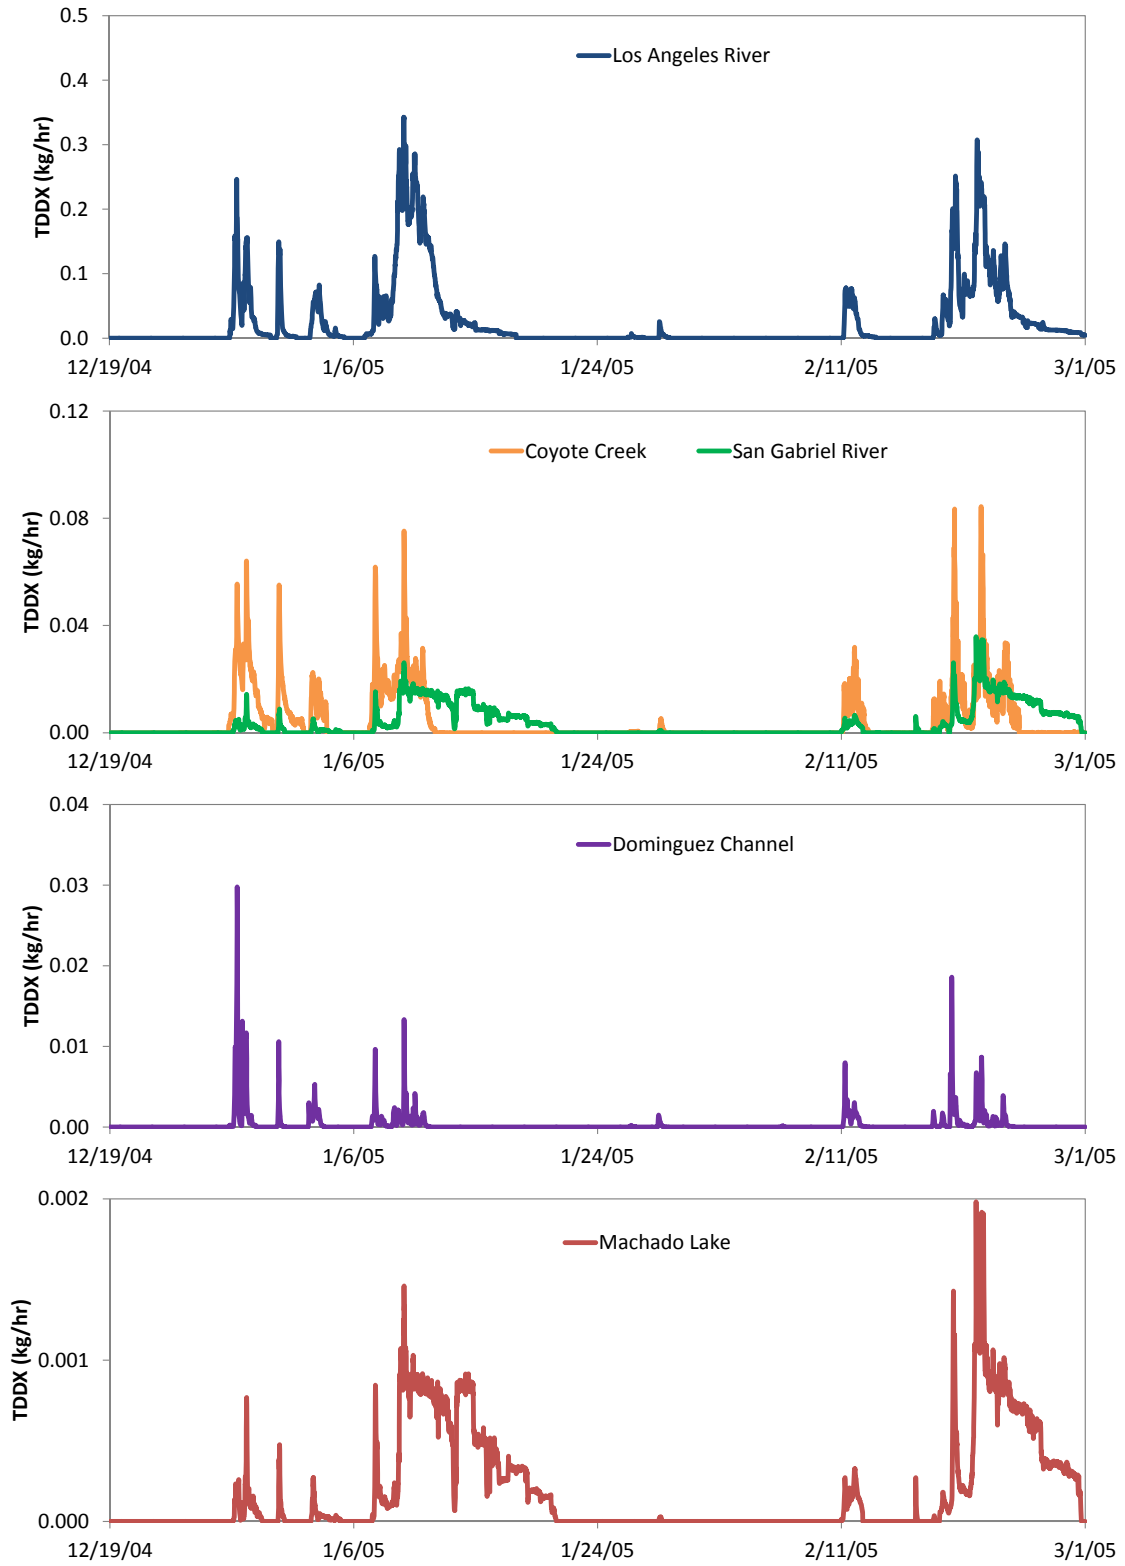 0.5
Los Angeles River
0.4
0.3
TDDX (kg/hr)
0.2
0.1
0.0
12/19/04 1/6/05 1/24/05 2/11/05 3/1/05
0.12
Coyote Creek San Gabriel River
0.08
TDDX (kg/hr)
0.04
0.00
12/19/04 1/6/05 1/24/05 2/11/05 3/1/05
0.04
Dominguez Channel
0.03
TDDX (kg/hr)
0.02
0.01
0.00
12/19/04 1/6/05 1/24/05 2/11/05 3/1/05
0.002
Machado Lake
TDDX (kg/hr)
0.001
0.000
12/19/04 1/6/05 1/24/05 2/11/05 3/1/05